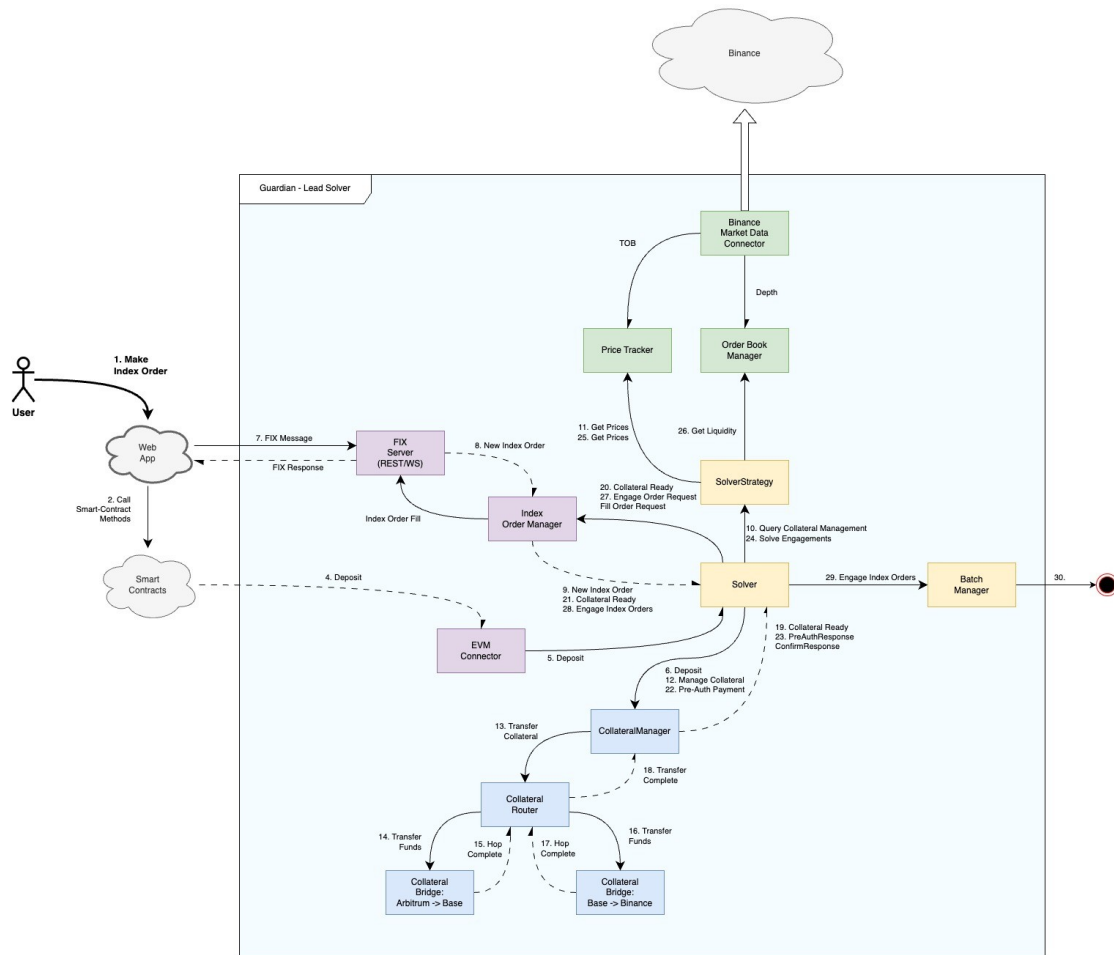 Binance
Guardian - Lead Solver
Binance
Market Data
Connector
TOB
Depth
Price Tracker
Order Book
Manager
1. Make
Index Order
User
Web
App
7. FIX Message
FIX Response
FIX
Server
(REST/WS)
8. New Index Order
11. Get Prices
25. Get Prices
26. Get Liquidity
SolverStrategy
2. Call
Smart-Contract
Methods
Index Order Fill
Index
Order Manager
20. Collateral Ready
27. Engage Order Request
Fill Order Request
10. Query Collateral Management
24. Solve Engagements
Smart
Contracts
4. Deposit
9. New Index Order
21. Collateral Ready
28. Engage Index Orders
Solver
29. Engage Index Orders
Batch
Manager
30.
EVM
Connector
5. Deposit
19. Collateral Ready
23. PreAuthResponse
ConfirmResponse
6. Deposit
12. Manage Collateral
22. Pre-Auth Payment
13. Transfer
Collateral
CollateralManager
18. Transfer
Complete
Collateral
Router
14. Transfer
Funds
15. Hop
Complete
17. Hop
Complete
16. Transfer
Funds
Collateral
Bridge:
Arbitrum -> Base
Collateral
Bridge:
Base -> Binance